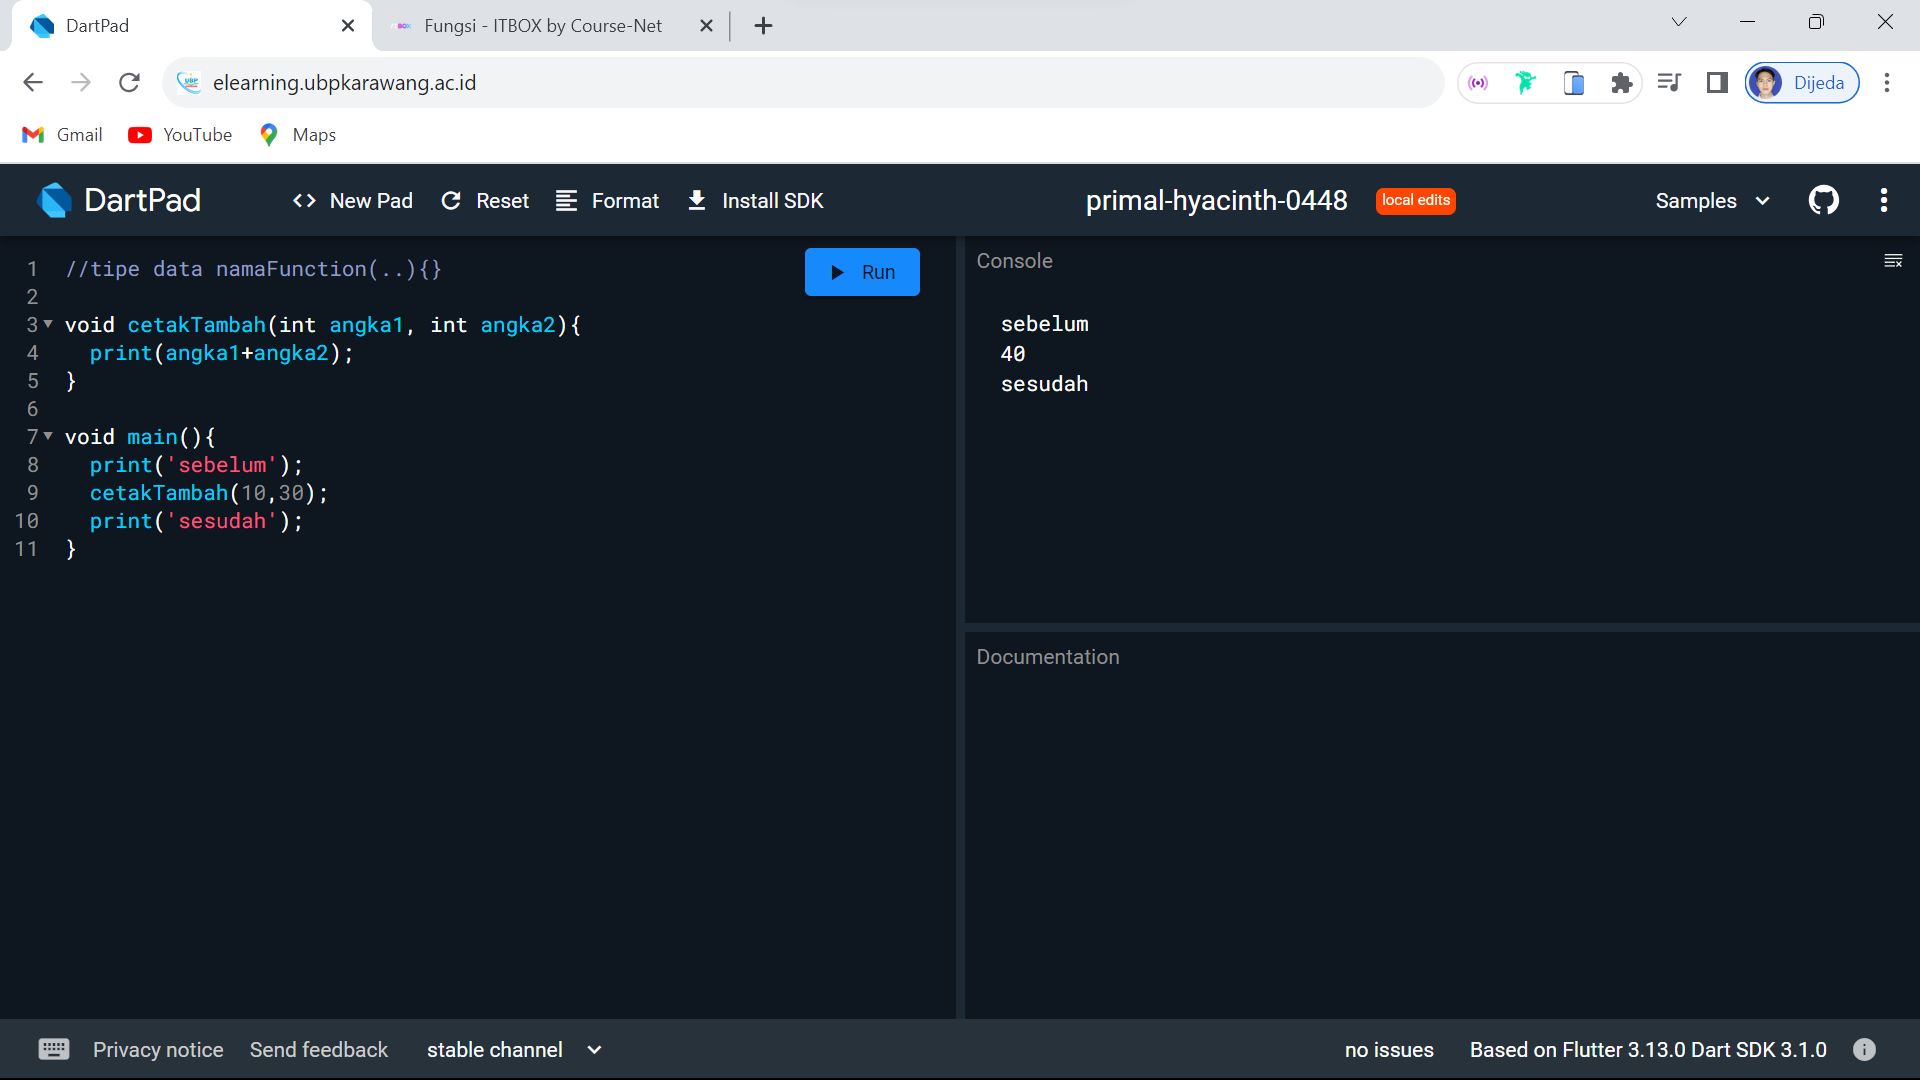 DartPad
Fungsi - ITBOX by Course-Net
elearning.ubpkarawang.ac.id
Dijeda
Gmail
YouTube
Maps
DartPad
New Pad
Reset
Format
Install SDK
primal-hyacinth-0448
local edits
Samples
1 //tipe data namaFunction(..){}
2
3 void cetakTambah(int angka1, int angka2){
4 print(angka1+angka2);
5 }
6
7 void main(){
8 print('sebelum');
9 cetakTambah(10,30);
10 print('sesudah');
11 }
Run
Console
sebelum
40
sesudah
Documentation
Privacy notice
Send feedback
stable channel
no issues
Based on Flutter 3.13.0 Dart SDK 3.1.0